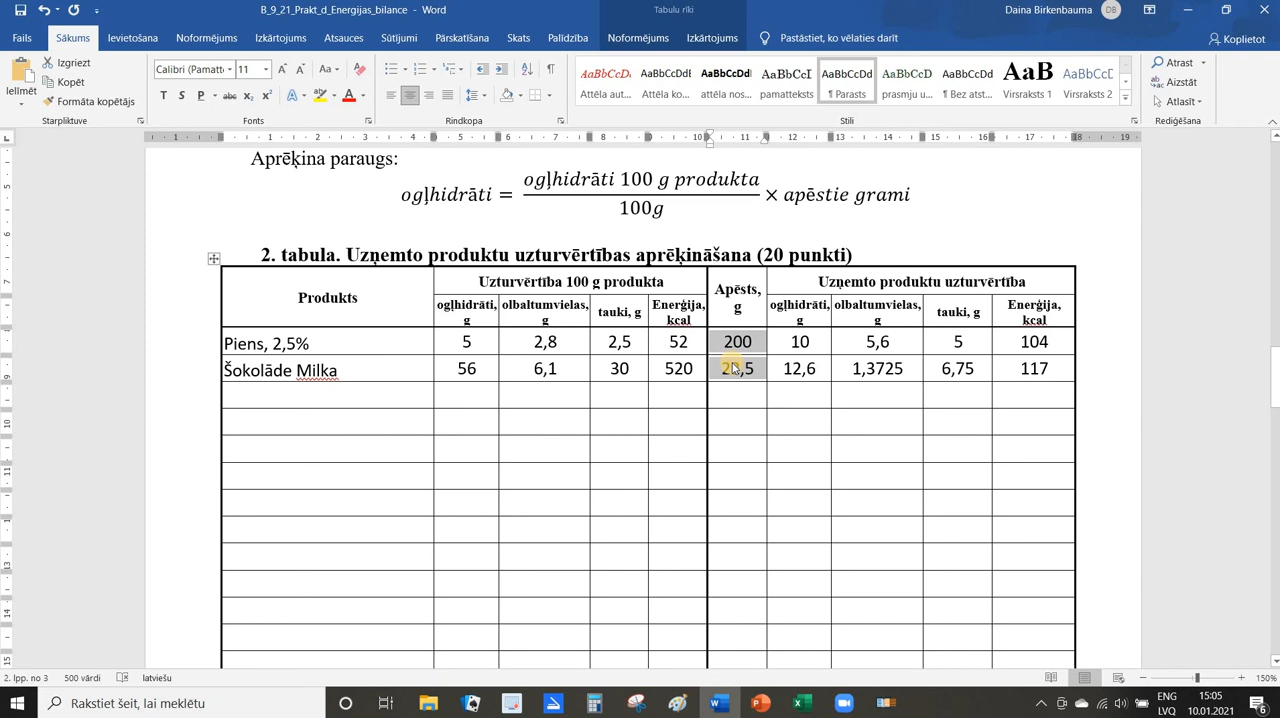 B_9_21_Prakt_d_Energijas_bilance - Word
Tabulu rīki
Daina Birkenbauma
DB
Fails
Sākums
Ievietošana
Noformējums
Izkārtojums
Atsauces
Sūtījumi
Pārskatīšana
Skats
Palīdzība
Noformējums
Izkārtojums
Pastāstiet, ko vēlaties darīt
Koplietot
Ielīmēt
Izgriezt
Kopēt
Formāta kopētājs
Starpliktuve
Calibri (Pamatt
11
Fonts
Rindkopa
AaBbCcDd
Attēla aut...
AaBbCcDdE
Attēla ko...
AaBbCcDd
attēla nos...
AaBbCcI
pamatteksts
AaBbCcDd
¶ Parasts
AaBbCcDd
prasmju u...
AaBbCcDd
¶ Bez atst...
AaB
Virsraksts 1
AaBbCcD
Virsraksts 2
Stili
Atrast
Aizstāt
Atlasīt
Rediģēšana
Aprēķina paraugs:
ogļhidrāti = ogļhidrāti 100 g produkta / 100g × apēstie grami
2. tabula. Uzņemto produktu uzturvērtības aprēķināšana (20 punkti)
Produkts
Uzturvērtība 100 g produkta
Apēsts, g
Uzņemto produktu uzturvērtība
ogļhidrāti, g
olbaltumvielas, g
tauki, g
Enerģija, kcal
ogļhidrāti, g
olbaltumvielas, g
tauki, g
Enerģija, kcal
Piens, 2,5% 5 2,8 2,5 52 200 10 5,6 5 104
Šokolāde Milka 56 6,1 30 520 22,5 12,6 1,3725 6,75 117
2. lpp. no 3
500 vārdi
latviešu
150%
Rakstiet šeit, lai meklētu
ENG
LVQ
15:05
10.01.2021
6